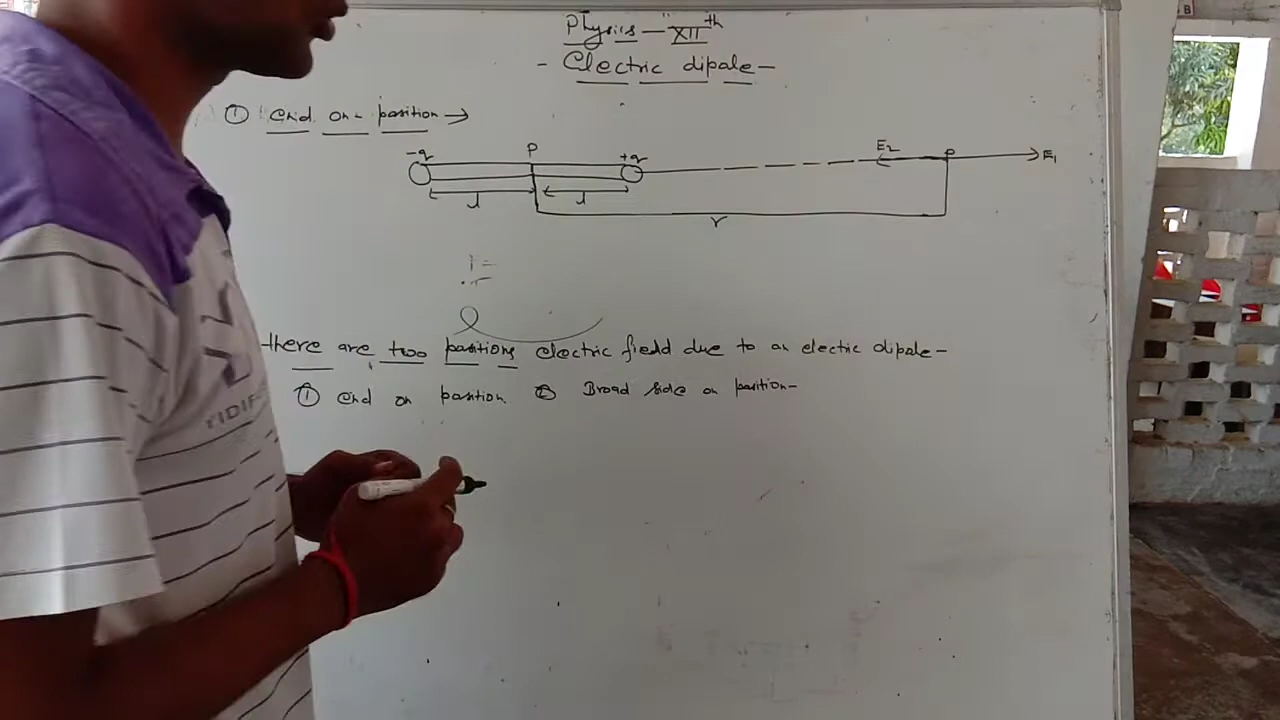 Physics — "XII"th
- Electric dipole -
① End on - position →
-q P +q E2 P E1
l l
r
There are two positions electric field due to an electric dipole -
① End on position ② Broad side on position -